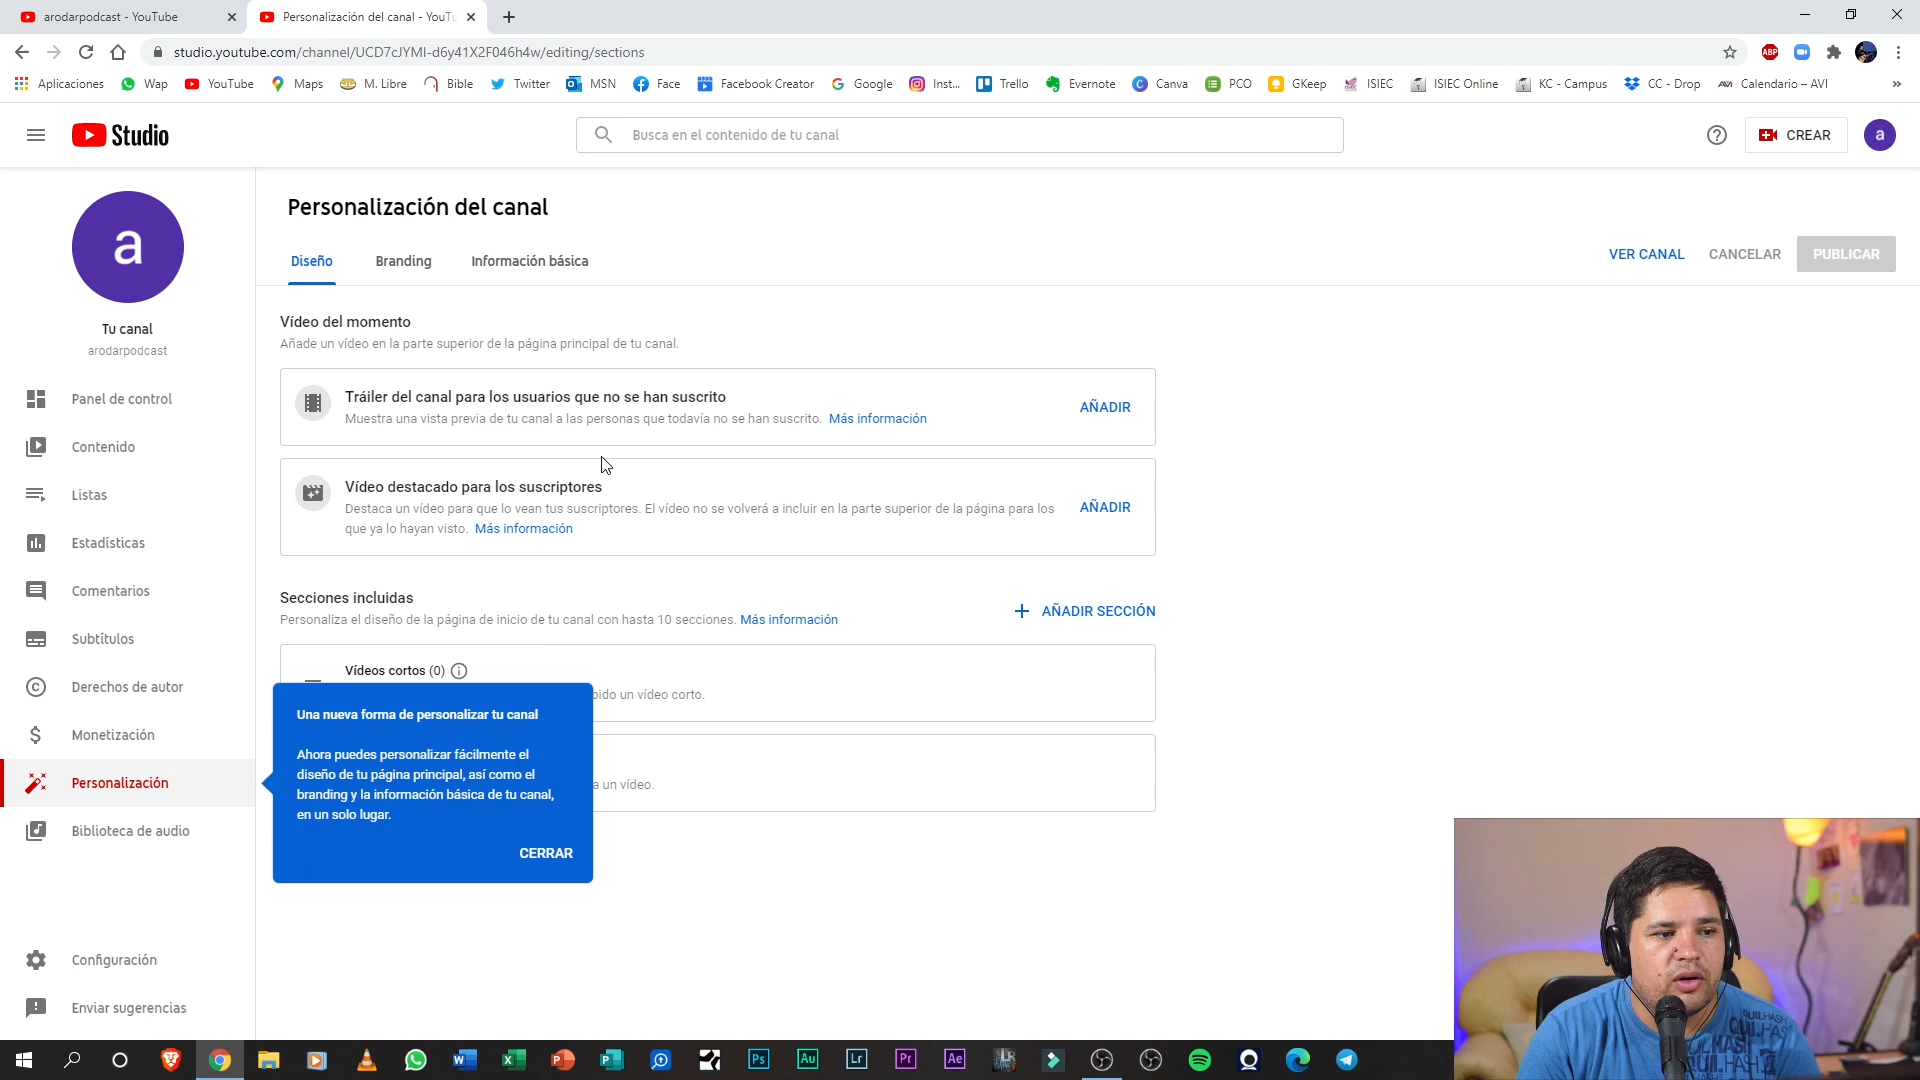 arodarpodcast - YouTube
Personalización del canal - YouTu
studio.youtube.com/channel/UCD7cJYMI-d6y41X2F046h4w/editing/sections
ABP
Aplicaciones
Wap
YouTube
Maps
M. Libre
Bible
Twitter
MSN
Face
Facebook Creator
Google
Inst...
Trello
Evernote
Canva
PCO
GKeep
ISIEC
ISIEC Online
KC - Campus
CC - Drop
Calendario – AVI
»
Studio
Busca en el contenido de tu canal
CREAR
a
a
Tu canal
arodarpodcast
Panel de control
Contenido
Listas
Estadísticas
Comentarios
Subtítulos
Derechos de autor
Monetización
Personalización
Biblioteca de audio
Configuración
Enviar sugerencias
Personalización del canal
Diseño
Branding
Información básica
VER CANAL
CANCELAR
PUBLICAR
Vídeo del momento
Añade un vídeo en la parte superior de la página principal de tu canal.
Tráiler del canal para los usuarios que no se han suscrito
Muestra una vista previa de tu canal a las personas que todavía no se han suscrito. Más información
AÑADIR
Vídeo destacado para los suscriptores
Destaca un vídeo para que lo vean tus suscriptores. El vídeo no se volverá a incluir en la parte superior de la página para los
que ya lo hayan visto. Más información
AÑADIR
Secciones incluidas
Personaliza el diseño de la página de inicio de tu canal con hasta 10 secciones. Más información
AÑADIR SECCIÓN
Vídeos cortos (0)
bido un vídeo corto.
a un vídeo.
Una nueva forma de personalizar tu canal
Ahora puedes personalizar fácilmente el
diseño de tu página principal, así como el
branding y la información básica de tu canal,
en un solo lugar.
CERRAR
QUIL.HASH
Ps
Au
Lr
Pr
Ae